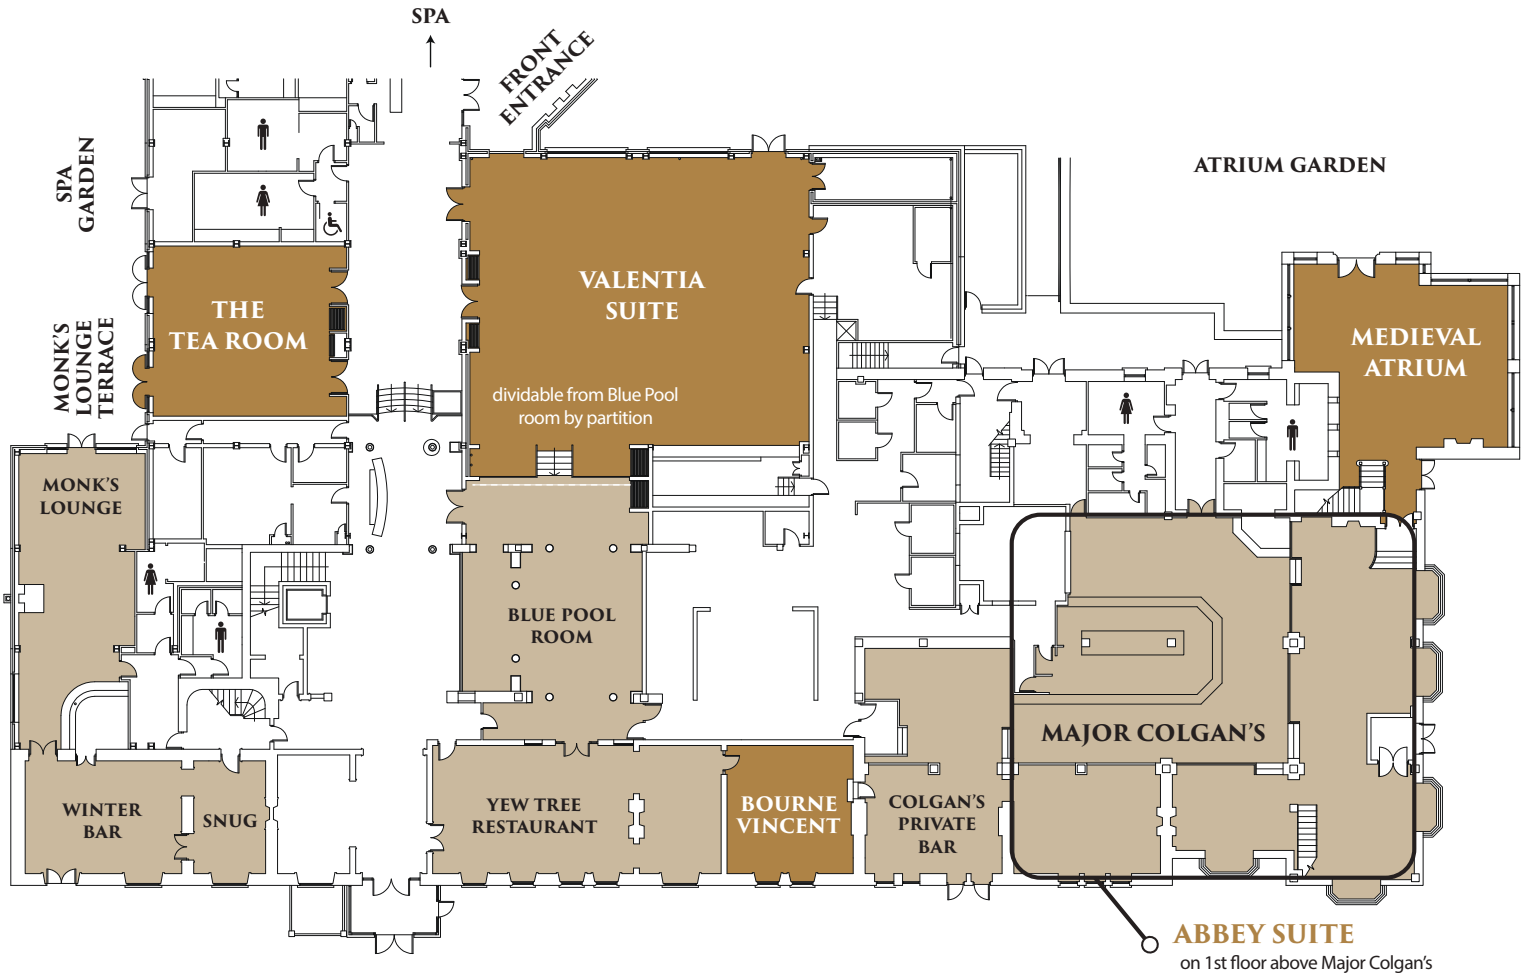 SPA
FRONT
ENTRANCE
SPA
GARDEN
ATRIUM GARDEN
THE
TEA ROOM
VALENTIA
SUITE
dividable from Blue Pool
room by partition
MEDIEVAL
ATRIUM
MONK'S
LOUNGE
TERRACE
MONK'S
LOUNGE
BLUE POOL
ROOM
MAJOR COLGAN'S
WINTER
BAR
SNUG
YEW TREE
RESTAURANT
BOURNE
VINCENT
COLGAN'S
PRIVATE
BAR
ABBEY SUITE
on 1st floor above Major Colgan's